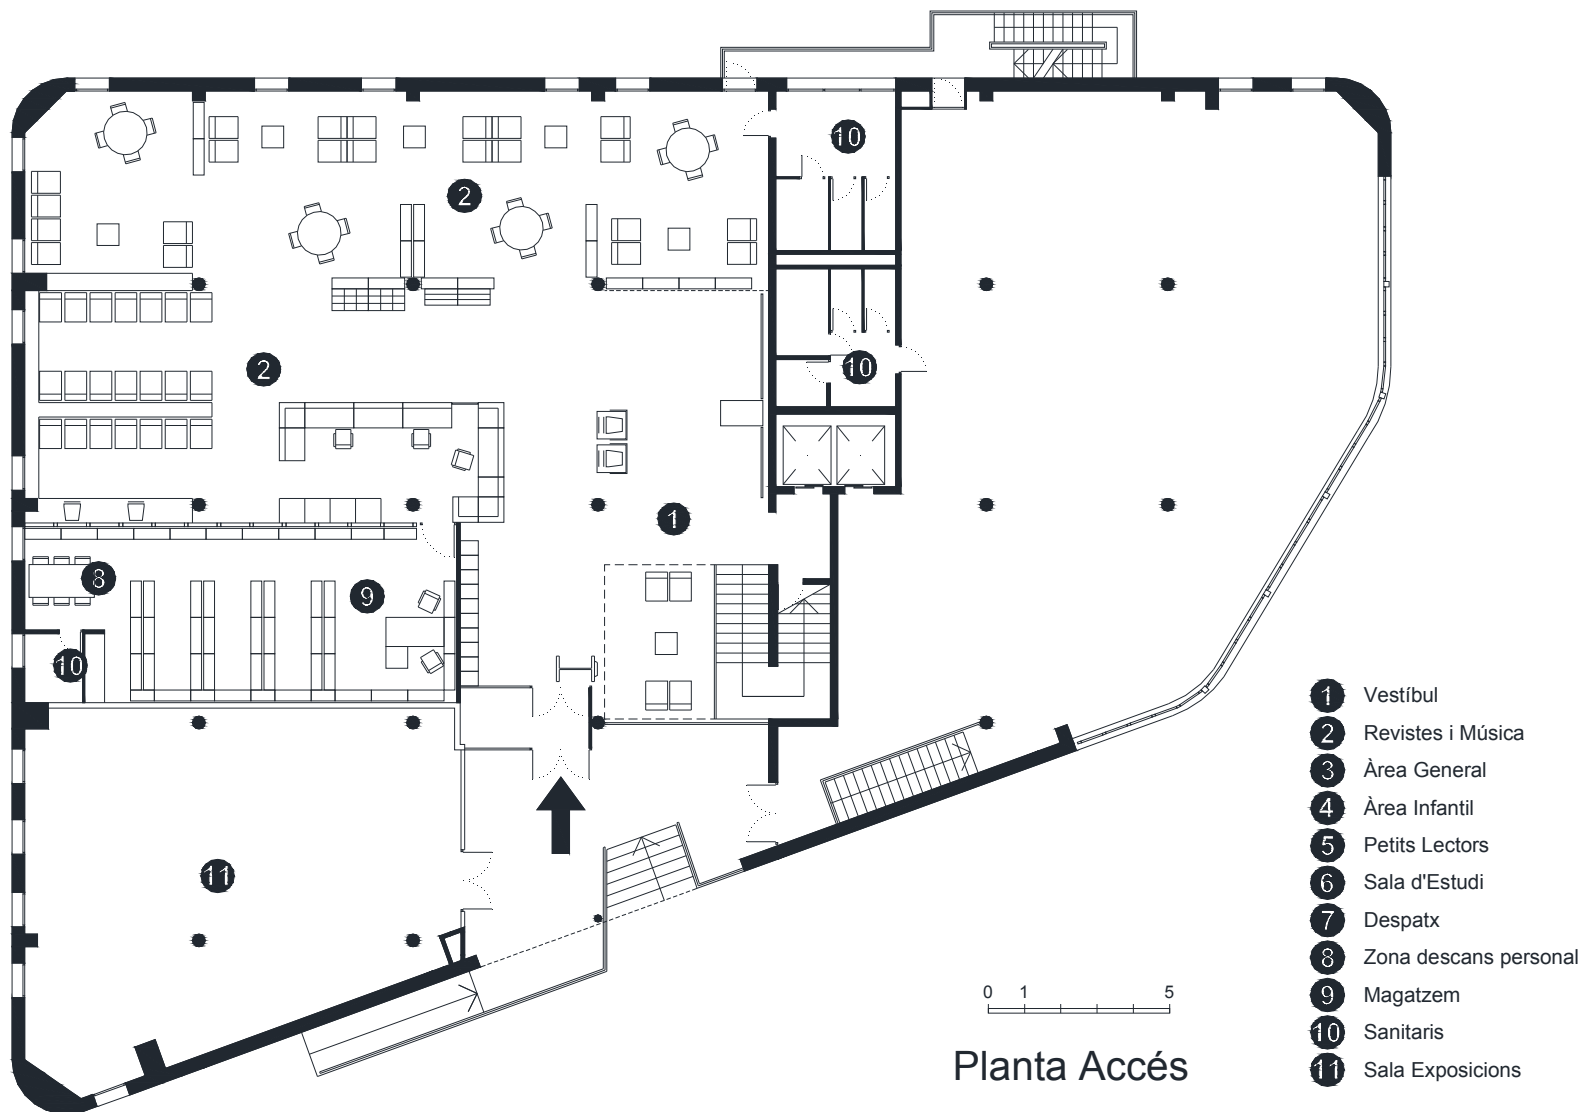 10
2
2
10
1
8
9
10
11
1 Vestíbul
2 Revistes i Música
3 Àrea General
4 Àrea Infantil
5 Petits Lectors
6 Sala d'Estudi
7 Despatx
8 Zona descans personal
9 Magatzem
10 Sanitaris
11 Sala Exposicions
0 1 5
Planta Accés